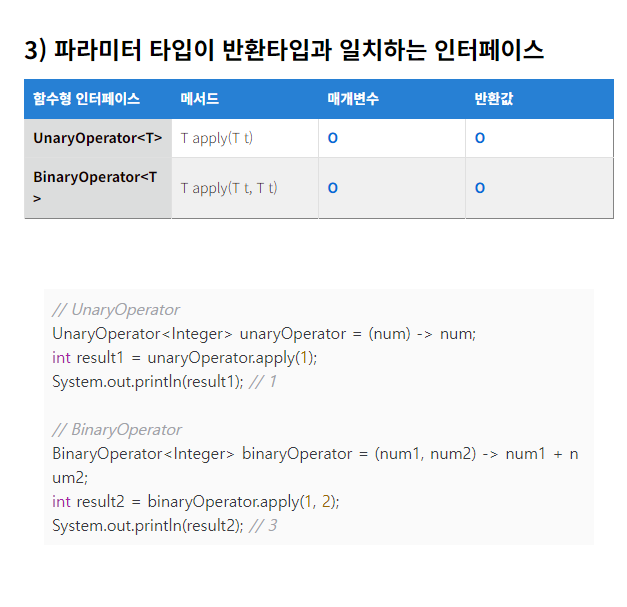 3) 파라미터 타입이 반환타입과 일치하는 인터페이스
함수형 인터페이스 메서드 매개변수 반환값
UnaryOperator<T> T apply(T t) O O
BinaryOperator<T
> T apply(T t, T t) O O
// UnaryOperator
UnaryOperator<Integer> unaryOperator = (num) -> num;
int result1 = unaryOperator.apply(1);
System.out.println(result1); // 1
// BinaryOperator
BinaryOperator<Integer> binaryOperator = (num1, num2) -> num1 + n
um2;
int result2 = binaryOperator.apply(1, 2);
System.out.println(result2); // 3